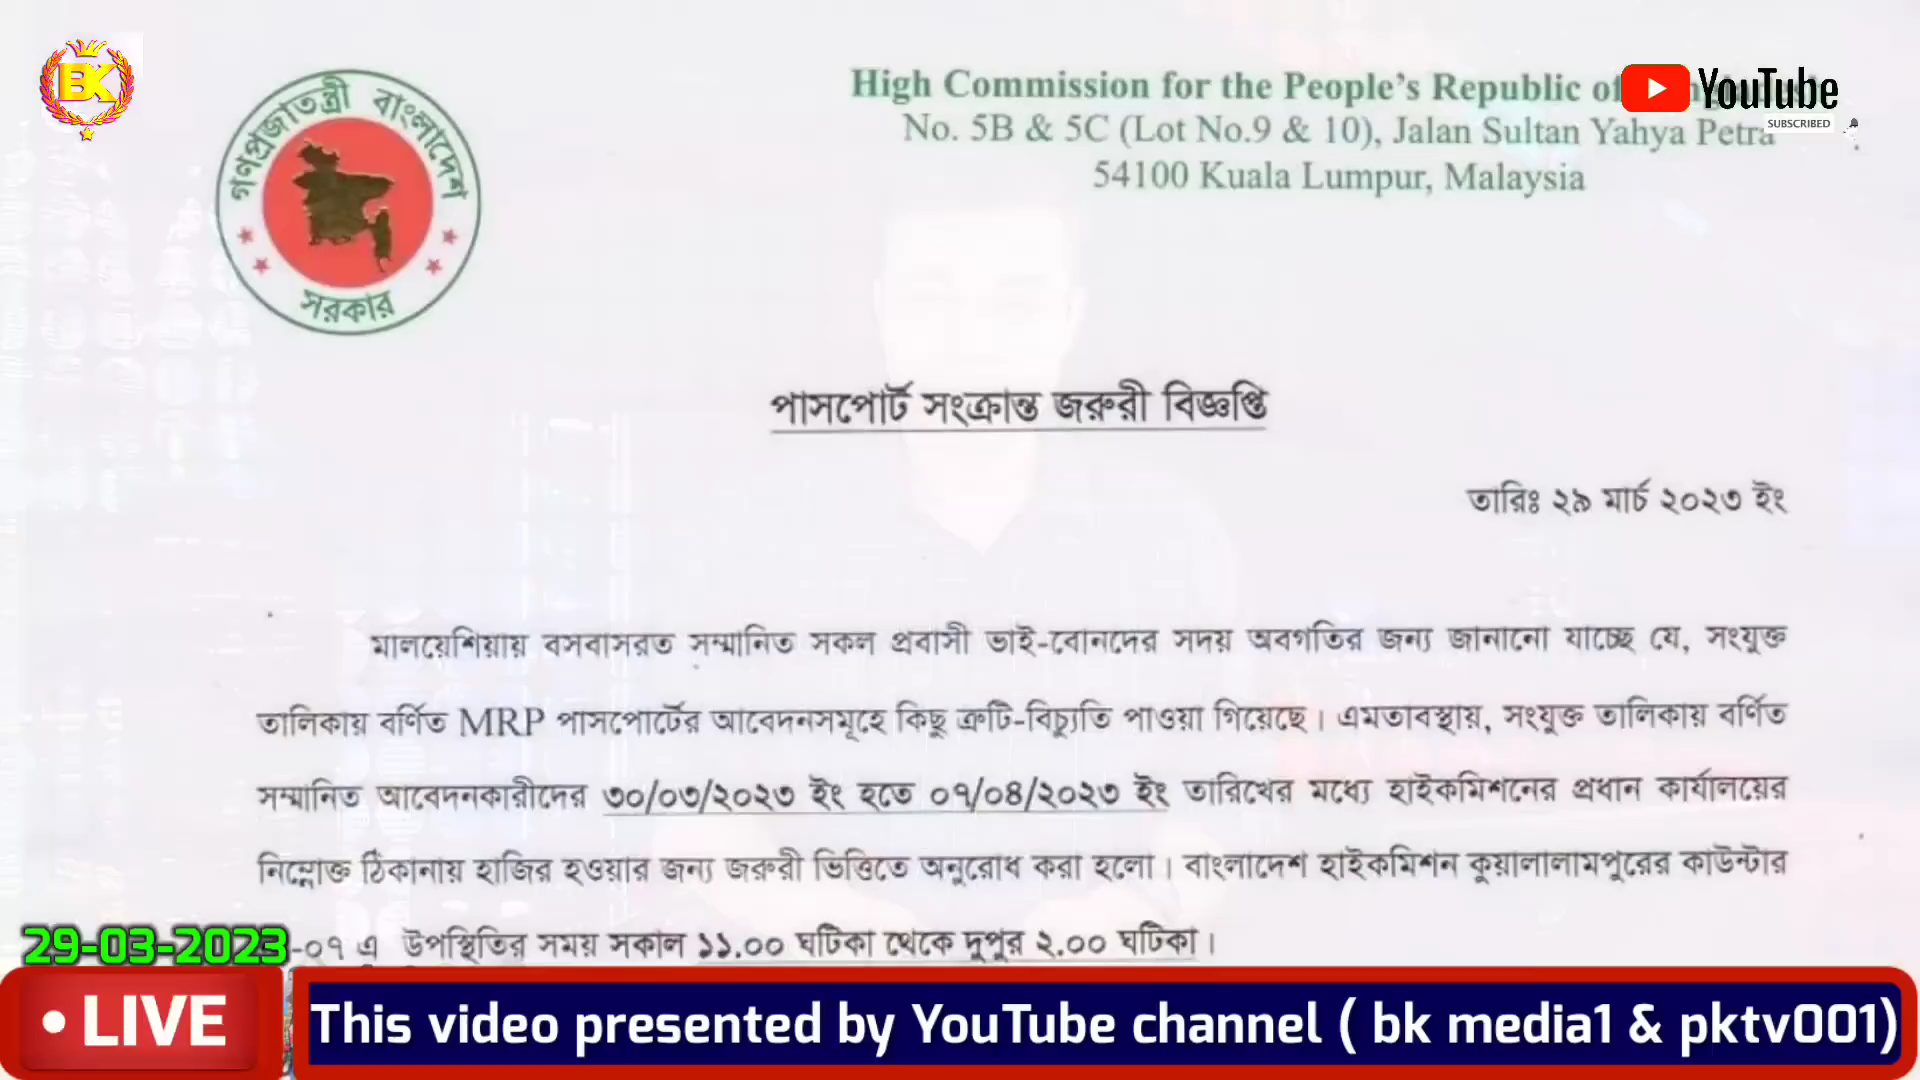 BK
High Commission for the People's Republic of
YouTube
SUBSCRIBED
No. 5B & 5C (Lot No.9 & 10), Jalan Sultan Yahya Petra
54100 Kuala Lumpur, Malaysia
গণপ্রজাতন্ত্রী বাংলাদেশ
সরকার
পাসপোর্ট সংক্রান্ত জরুরী বিজ্ঞপ্তি
তারিঃ ২৯ মার্চ ২০২৩ ইং
মালয়েশিয়ায় বসবাসরত সম্মানিত সকল প্রবাসী ভাই-বোনদের সদয় অবগতির জন্য জানানো যাচ্ছে যে, সংযুক্ত
তালিকায় বর্ণিত MRP পাসপোর্টের আবেদনসমূহে কিছু ত্রুটি-বিচ্যুতি পাওয়া গিয়েছে। এমতাবস্থায়, সংযুক্ত তালিকায় বর্ণিত
সম্মানিত আবেদনকারীদের ৩০/০৩/২০২৩ ইং হতে ০৭/০৪/২০২৩ ইং তারিখের মধ্যে হাইকমিশনের প্রধান কার্যালয়ের
নিম্নোক্ত ঠিকানায় হাজির হওয়ার জন্য জরুরী ভিত্তিতে অনুরোধ করা হলো। বাংলাদেশ হাইকমিশন কুয়ালালামপুরের কাউন্টার
-০৭ এ উপস্থিতির সময় সকাল ১১.০০ ঘটিকা থেকে দুপুর ২.০০ ঘটিকা।
29-03-2023
• LIVE
This video presented by YouTube channel ( bk media1 & pktv001)